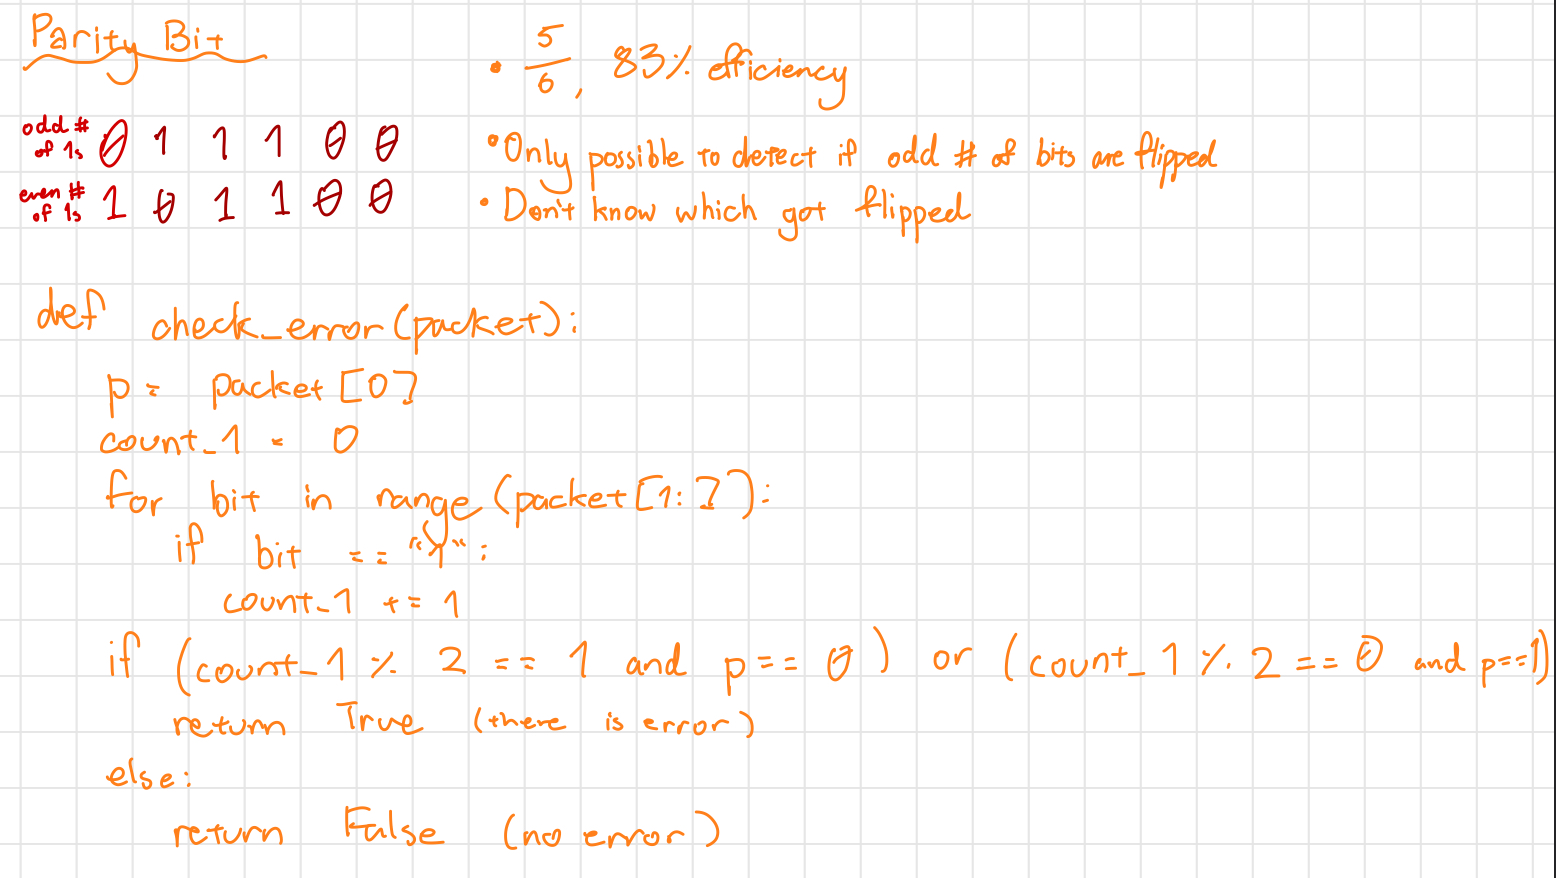 Parity Bit
• 5/6, 83% efficiency
odd #
of 1s 0 1 1 1 0 0
• Only possible to detect if odd # of bits are flipped
even #
of 1s 1 0 1 1 0 0
• Don't know which got flipped
def check_error(packet):
p = packet[0]
count_1 = 0
for bit in range(packet[1:]):
if bit == "1":
count_1 += 1
if (count_1 % 2 == 1 and p == 0) or (count_1 % 2 == 0 and p==1)
return True (there is error)
else:
return False (no error)